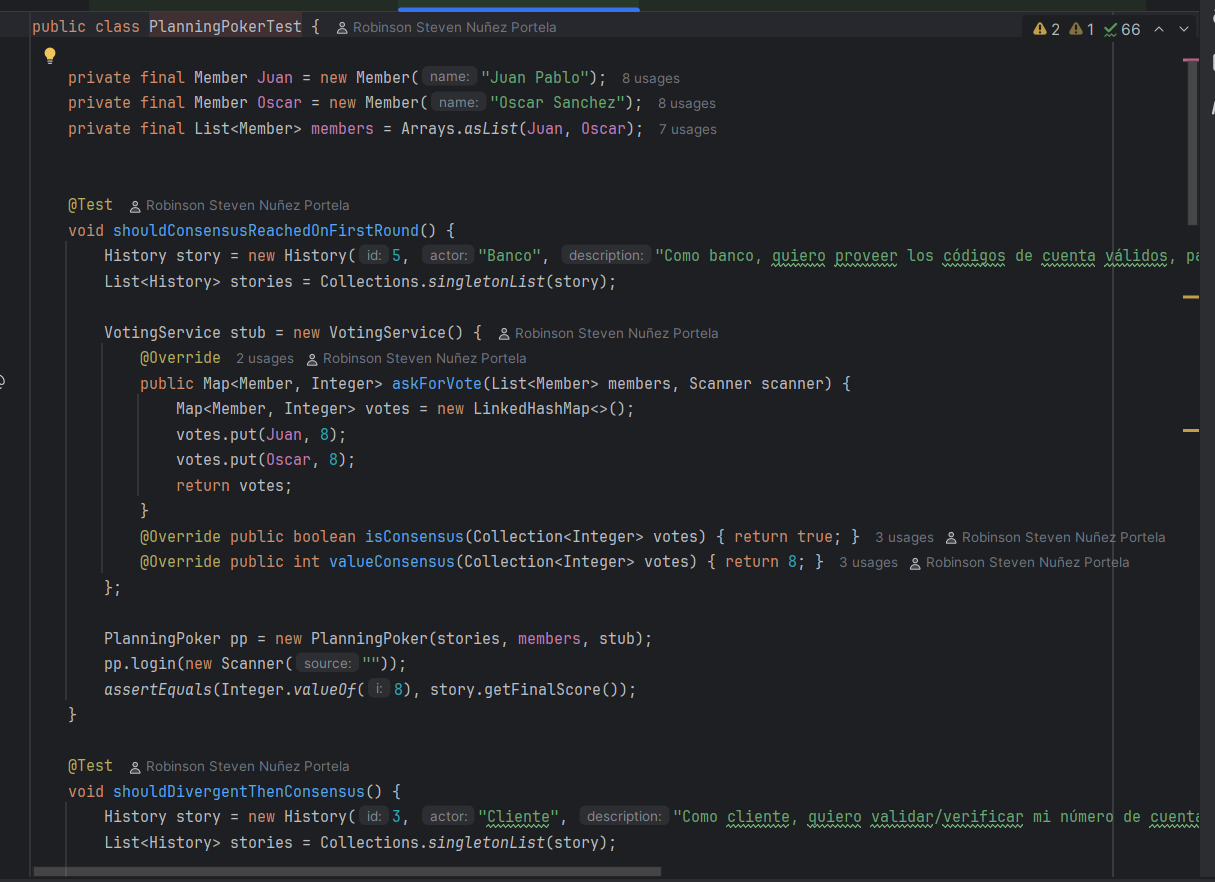 public class PlanningPokerTest { Robinson Steven Nuñez Portela 2 1 66
private final Member Juan = new Member( name: "Juan Pablo"); 8 usages
private final Member Oscar = new Member( name: "Oscar Sanchez"); 8 usages
private final List<Member> members = Arrays.asList(Juan, Oscar); 7 usages
@Test Robinson Steven Nuñez Portela
void shouldConsensusReachedOnFirstRound() {
History story = new History( id: 5, actor: "Banco", description: "Como banco, quiero proveer los códigos de cuenta válidos, pa
List<History> stories = Collections.singletonList(story);
VotingService stub = new VotingService() { Robinson Steven Nuñez Portela
@Override 2 usages Robinson Steven Nuñez Portela
public Map<Member, Integer> askForVote(List<Member> members, Scanner scanner) {
Map<Member, Integer> votes = new LinkedHashMap<>();
votes.put(Juan, 8);
votes.put(Oscar, 8);
return votes;
}
@Override public boolean isConsensus(Collection<Integer> votes) { return true; } 3 usages Robinson Steven Nuñez Portela
@Override public int valueConsensus(Collection<Integer> votes) { return 8; } 3 usages Robinson Steven Nuñez Portela
};
PlanningPoker pp = new PlanningPoker(stories, members, stub);
pp.login(new Scanner( source: ""));
assertEquals(Integer.valueOf( i: 8), story.getFinalScore());
}
@Test Robinson Steven Nuñez Portela
void shouldDivergentThenConsensus() {
History story = new History( id: 3, actor: "Cliente", description: "Como cliente, quiero validar/verificar mi número de cuenta
List<History> stories = Collections.singletonList(story);